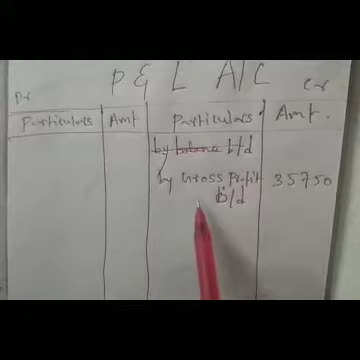 P & L A/C
Dr Cr
Particulars Amt Particulars Amt.
by balance b/d
by Gross Profit 35750
b/d